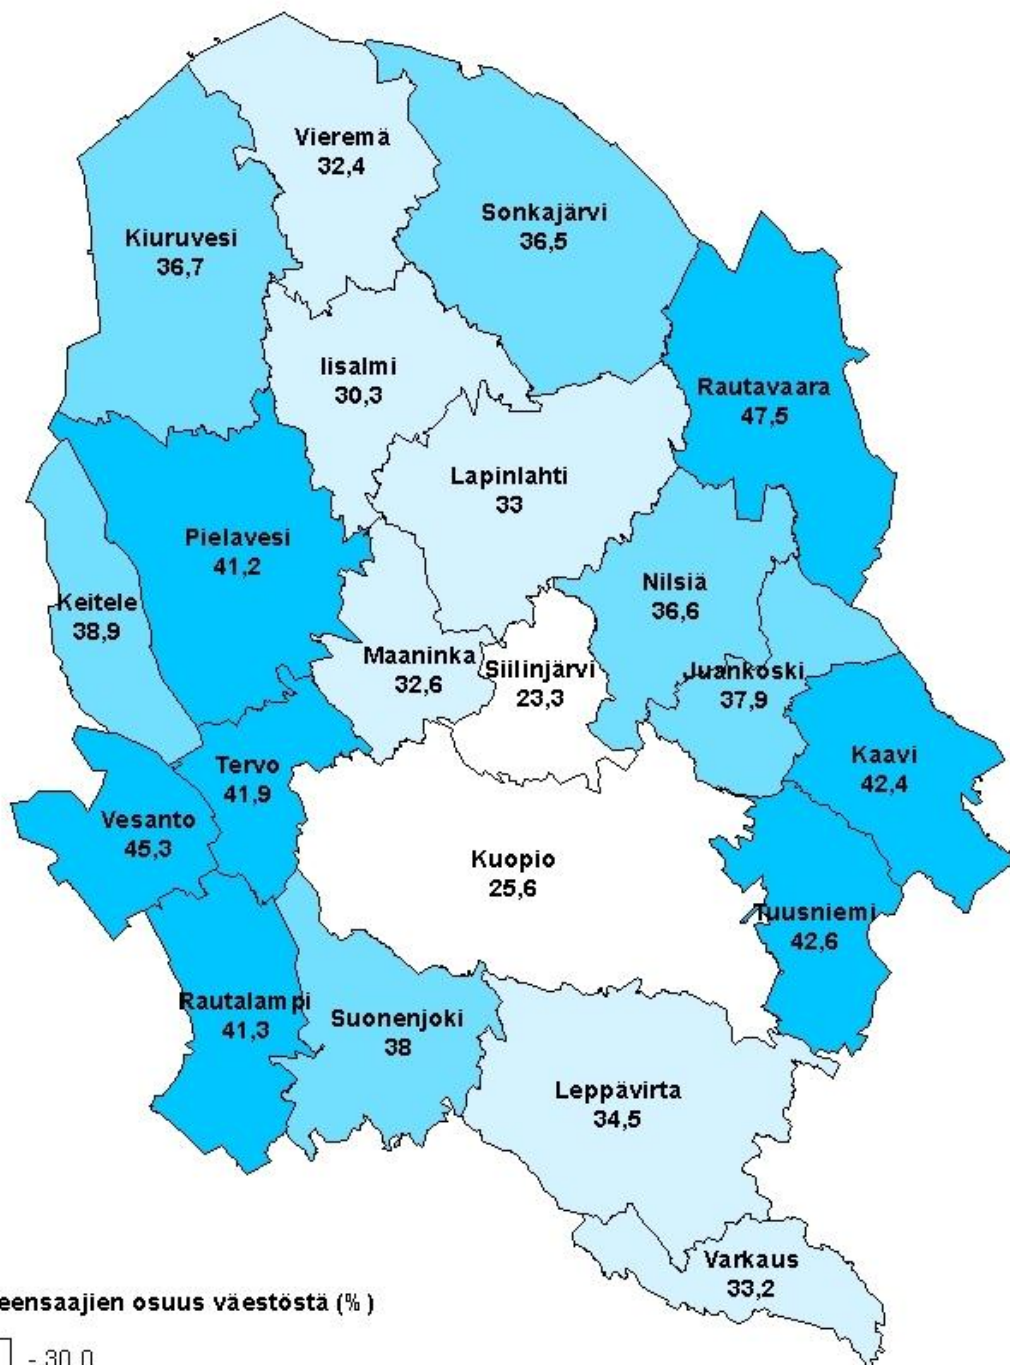 Vieremä
32,4
Sonkajärvi
36,5
Kiuruvesi
36,7
Iisalmi
30,3
Rautavaara
47,5
Lapinlahti
33
Pielavesi
41,2
Nilsiä
36,6
Keitele
38,9
Maaninka
32,6
Siilinjärvi
23,3
Juankoski
37,9
Tervo
41,9
Kaavi
42,4
Vesanto
45,3
Kuopio
25,6
Tuusniemi
42,6
Rautalampi
41,3
Suonenjoki
38
Leppävirta
34,5
Varkaus
33,2
eensaajien osuus väestöstä (%)
- 30,0